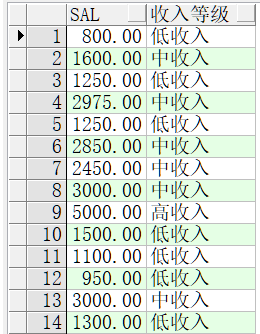 SAL 收入等级
1 800.00 低收入
2 1600.00 中收入
3 1250.00 低收入
4 2975.00 中收入
5 1250.00 低收入
6 2850.00 中收入
7 2450.00 中收入
8 3000.00 中收入
9 5000.00 高收入
10 1500.00 低收入
11 1100.00 低收入
12 950.00 低收入
13 3000.00 中收入
14 1300.00 低收入